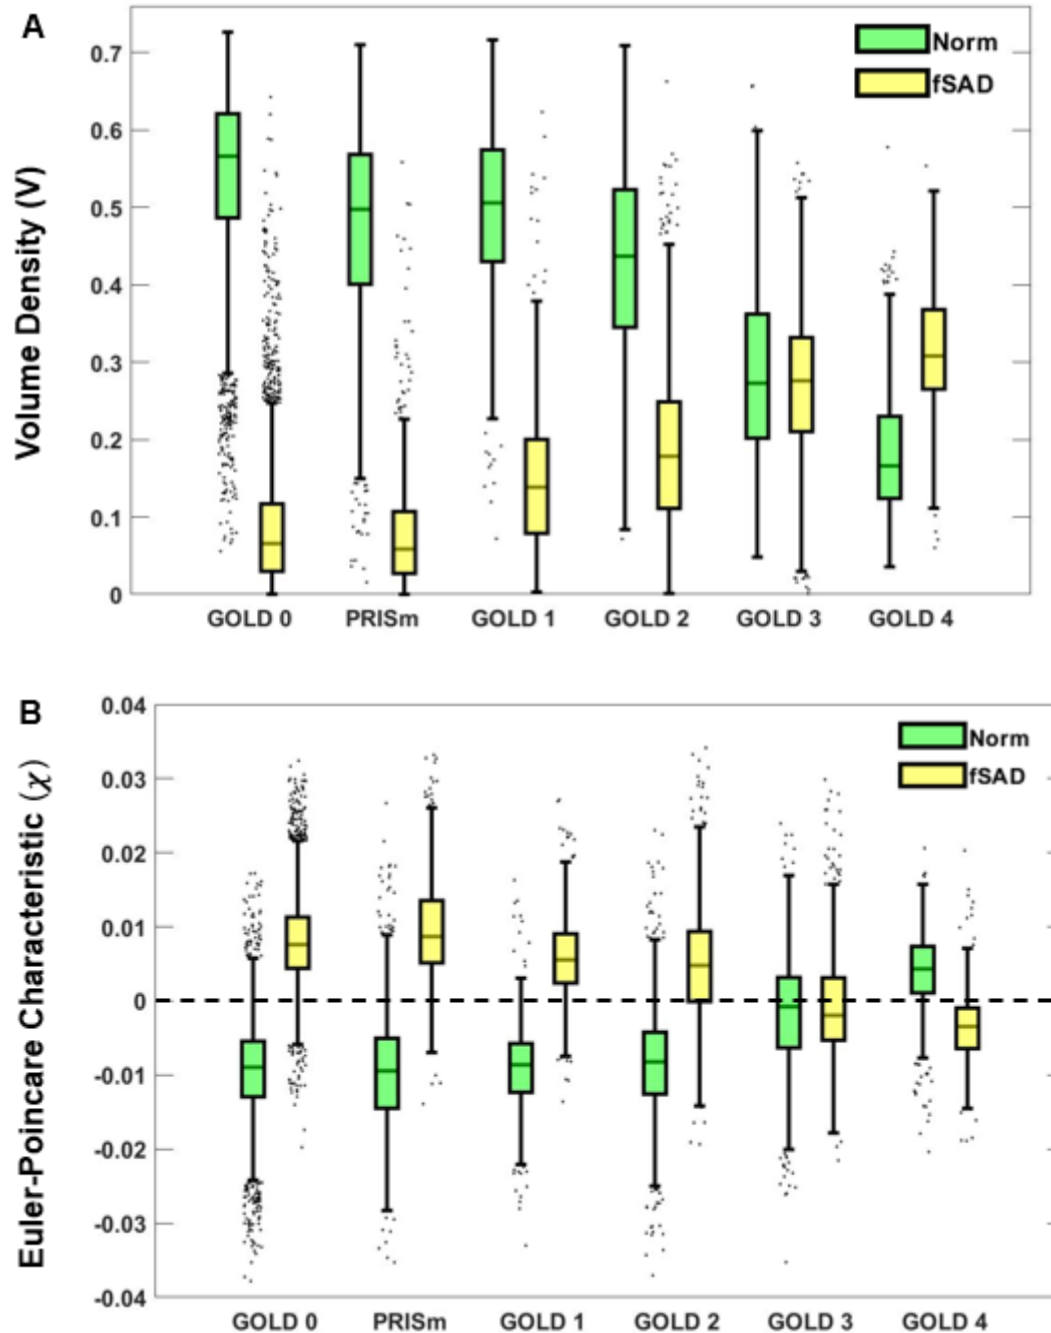 A
Volume Density (V)
0.7
0.6
0.5
0.4
0.3
0.2
0.1
0
Norm
fSAD
GOLD 0 PRISm GOLD 1 GOLD 2 GOLD 3 GOLD 4
B
Euler-Poincare Characteristic (χ)
0.04
0.03
0.02
0.01
0
-0.01
-0.02
-0.03
-0.04
Norm
fSAD
GOLD 0 PRISm GOLD 1 GOLD 2 GOLD 3 GOLD 4